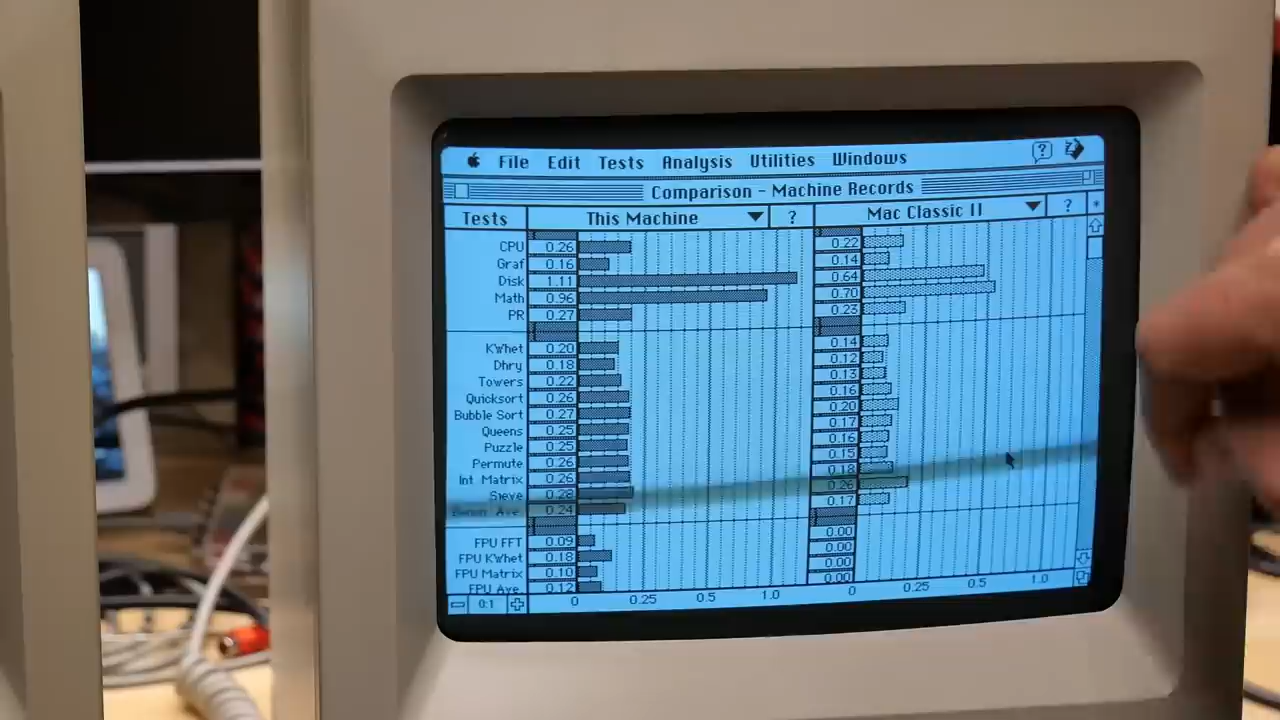 File Edit Tests Analysis Utilities Windows
Comparison - Machine Records
Tests This Machine ? Mac Classic II ?
CPU 0.26 0.22
Graf 0.16 0.14
Disk 1.11 0.64
Math 0.96 0.70
PR 0.27 0.23
KWhet 0.20 0.14
Dhry 0.18 0.12
Towers 0.22 0.13
Quicksort 0.26 0.16
Bubble Sort 0.27 0.20
Queens 0.25 0.17
Puzzle 0.25 0.16
Permute 0.26 0.15
Int. Matrix 0.26 0.18
Sieve 0.28 0.26
Bench Ave. 0.24 0.17
FPU FFT 0.09 0.00
FPU KWhet 0.18 0.00
FPU Matrix 0.10 0.00
FPU Ave. 0.12 0.00
0:1 0 0.25 0.5 1.0 0 0.25 0.5 1.0